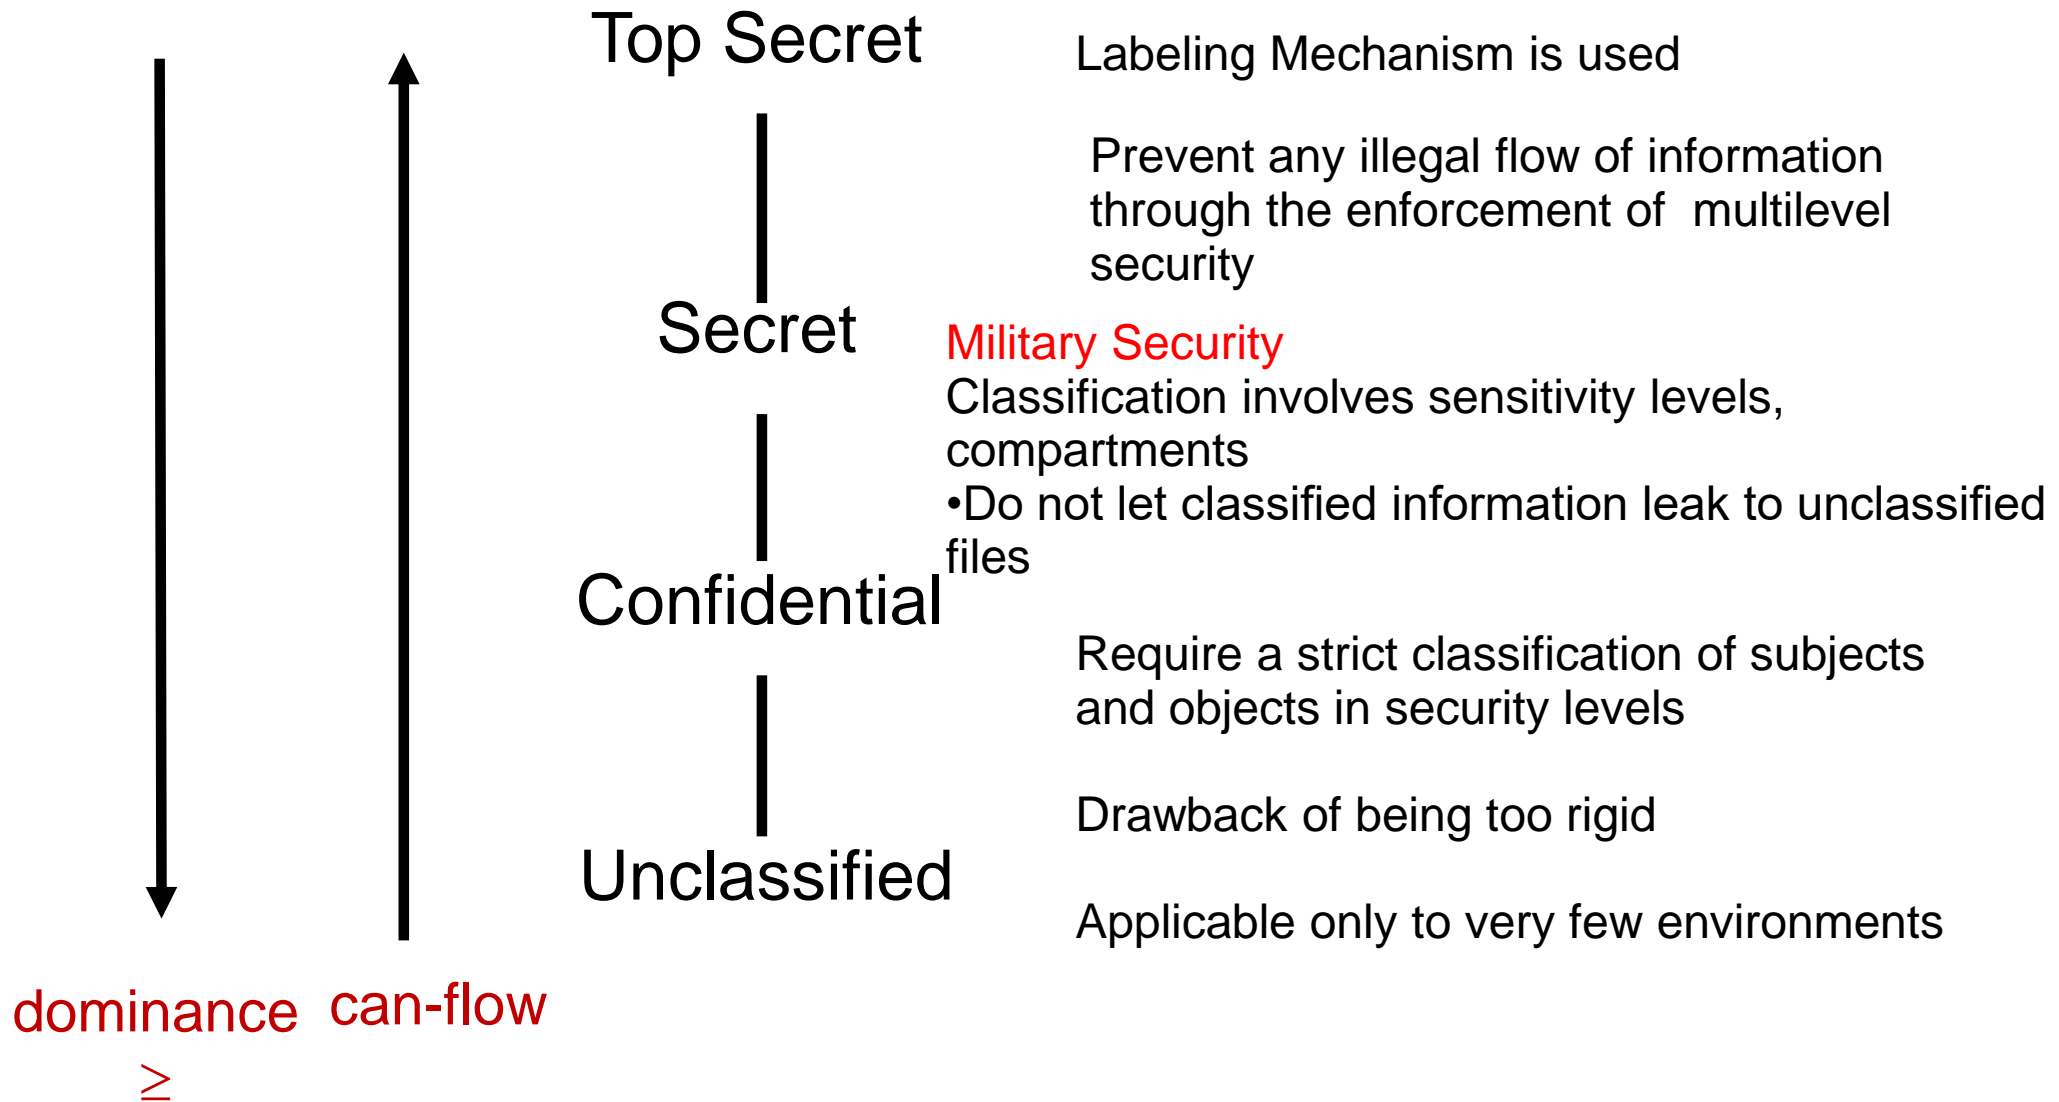 Top Secret
Labeling Mechanism is used
Prevent any illegal flow of information
through the enforcement of  multilevel
security
Secret
Military Security
Classification involves sensitivity levels,
compartments
•Do not let classified information leak to unclassified
files
Confidential
Require a strict classification of subjects
and objects in security levels
Drawback of being too rigid
Unclassified
Applicable only to very few environments
dominance
≥
can-flow